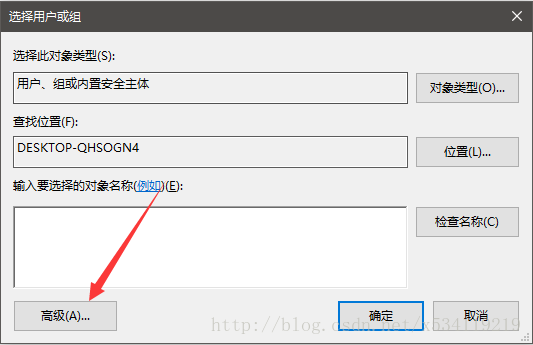 选择用户或组
选择此对象类型(S):
用户、组或内置安全主体
对象类型(O)...
查找位置(F):
DESKTOP-QHSOGN4
位置(L)...
输入要选择的对象名称(例如)(E):
检查名称(C)
高级(A)...
确定
取消
http://blog.csdn.net/x534119219